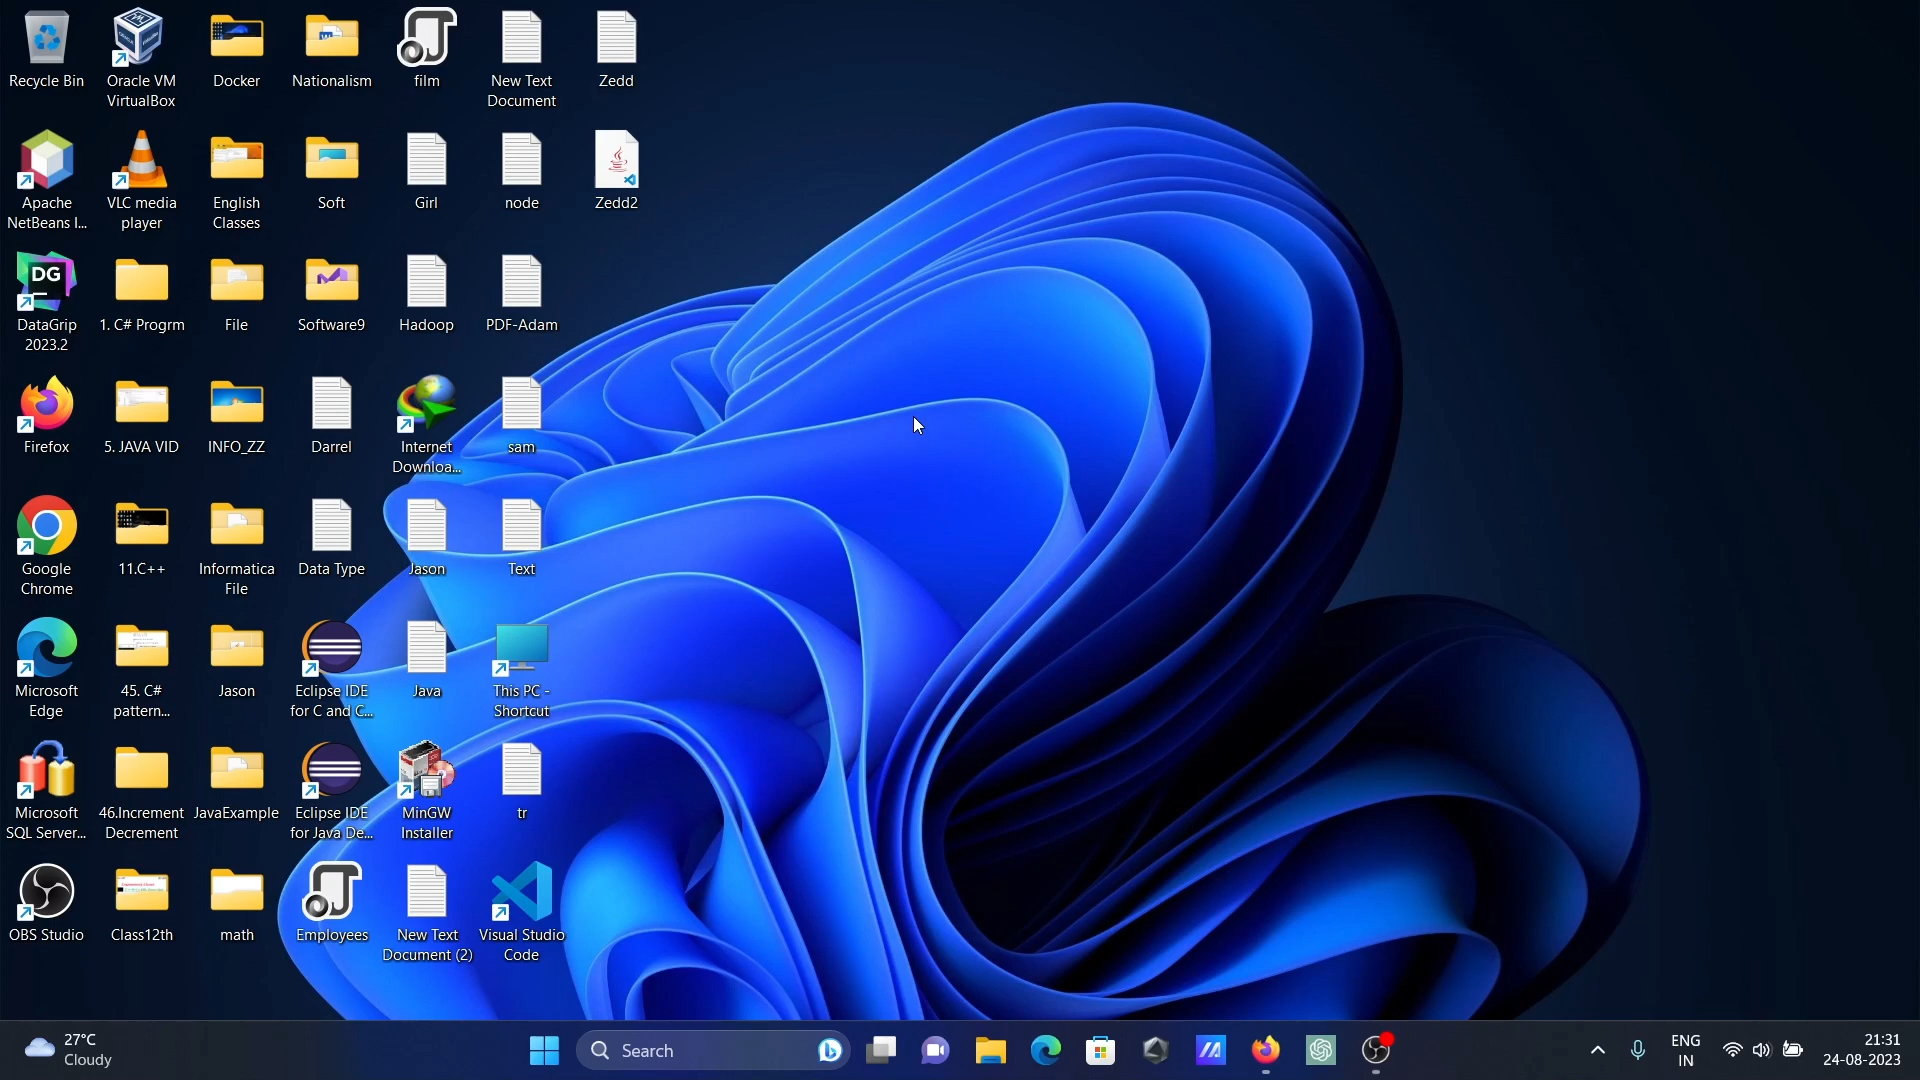 Recycle Bin
Oracle VM
VirtualBox
Docker
Nationalism
film
New Text
Document
Zedd
Apache
NetBeans I...
VLC media
player
English
Classes
Soft
Girl
node
Zedd2
DG
DataGrip
2023.2
1. C# Progrm
File
Software9
Hadoop
PDF-Adam
Firefox
5. JAVA VID
INFO_ZZ
Darrel
Internet
Downloa...
sam
Google
Chrome
11.C++
Informatica
File
Data Type
Jason
Text
Microsoft
Edge
45. C#
pattern...
Jason
Eclipse IDE
for C and C...
Java
This PC -
Shortcut
Microsoft
SQL Server...
46.Increment
Decrement
JavaExample
Eclipse IDE
for Java De...
MinGW
Installer
tr
OBS Studio
Class12th
math
Employees
New Text
Document (2)
Visual Studio
Code
27°C
Cloudy
Search
ENG
IN
21:31
24-08-2023